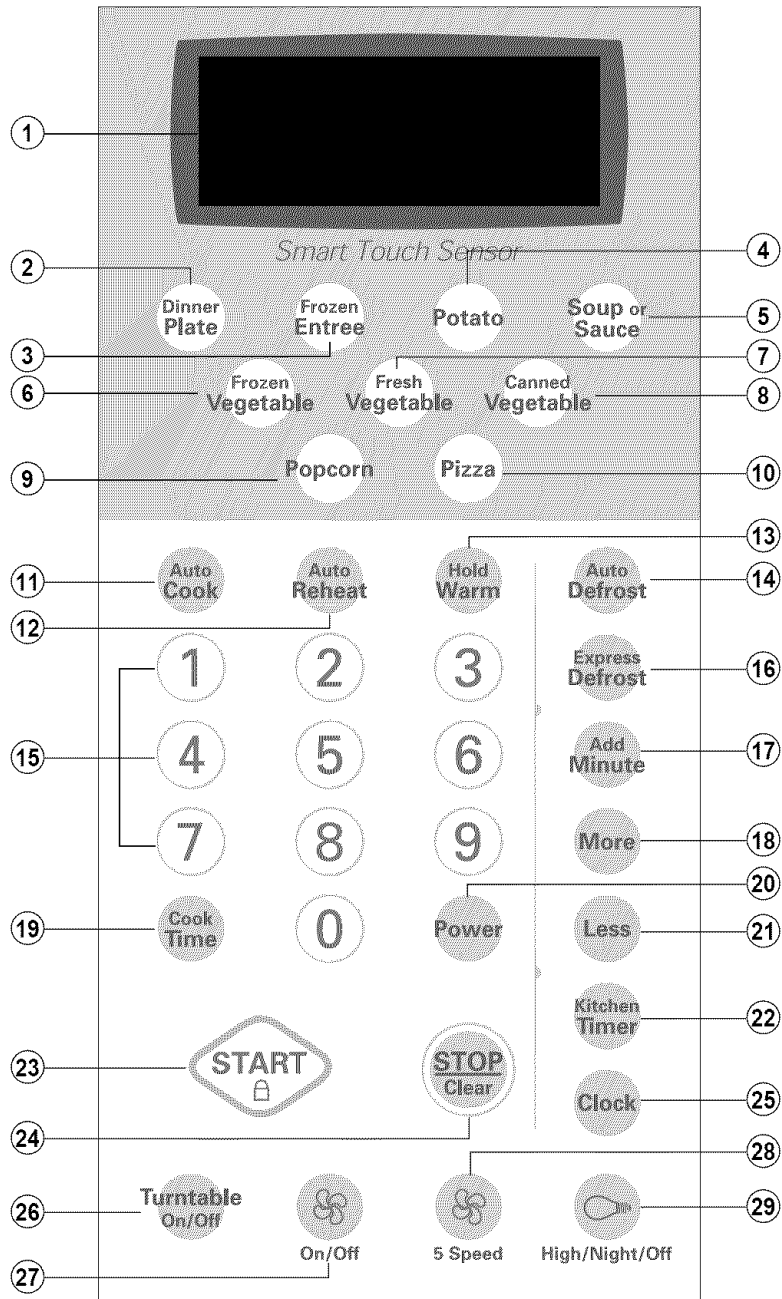 1
Smart Touch Sensor
2
4
Dinner
Plate
Frozen
Entree
Potato
Soup or
Sauce
3
5
7
6
Frozen
Vegetable
Fresh
Vegetable
Canned
Vegetable
8
9
Popcorn
Pizza
10
13
11
Auto
Cook
Auto
Reheat
Hold
Warm
Auto
Defrost
14
12
1
2
3
Express
Defrost
16
15
4
5
6
Add
Minute
17
7
8
9
More
18
20
19
Cook
Time
0
Power
Less
21
Kitchen
Timer
22
23
START
STOP
Clear
Clock
25
24
28
26
Turntable
On/Off
29
On/Off
5 Speed
High/Night/Off
27